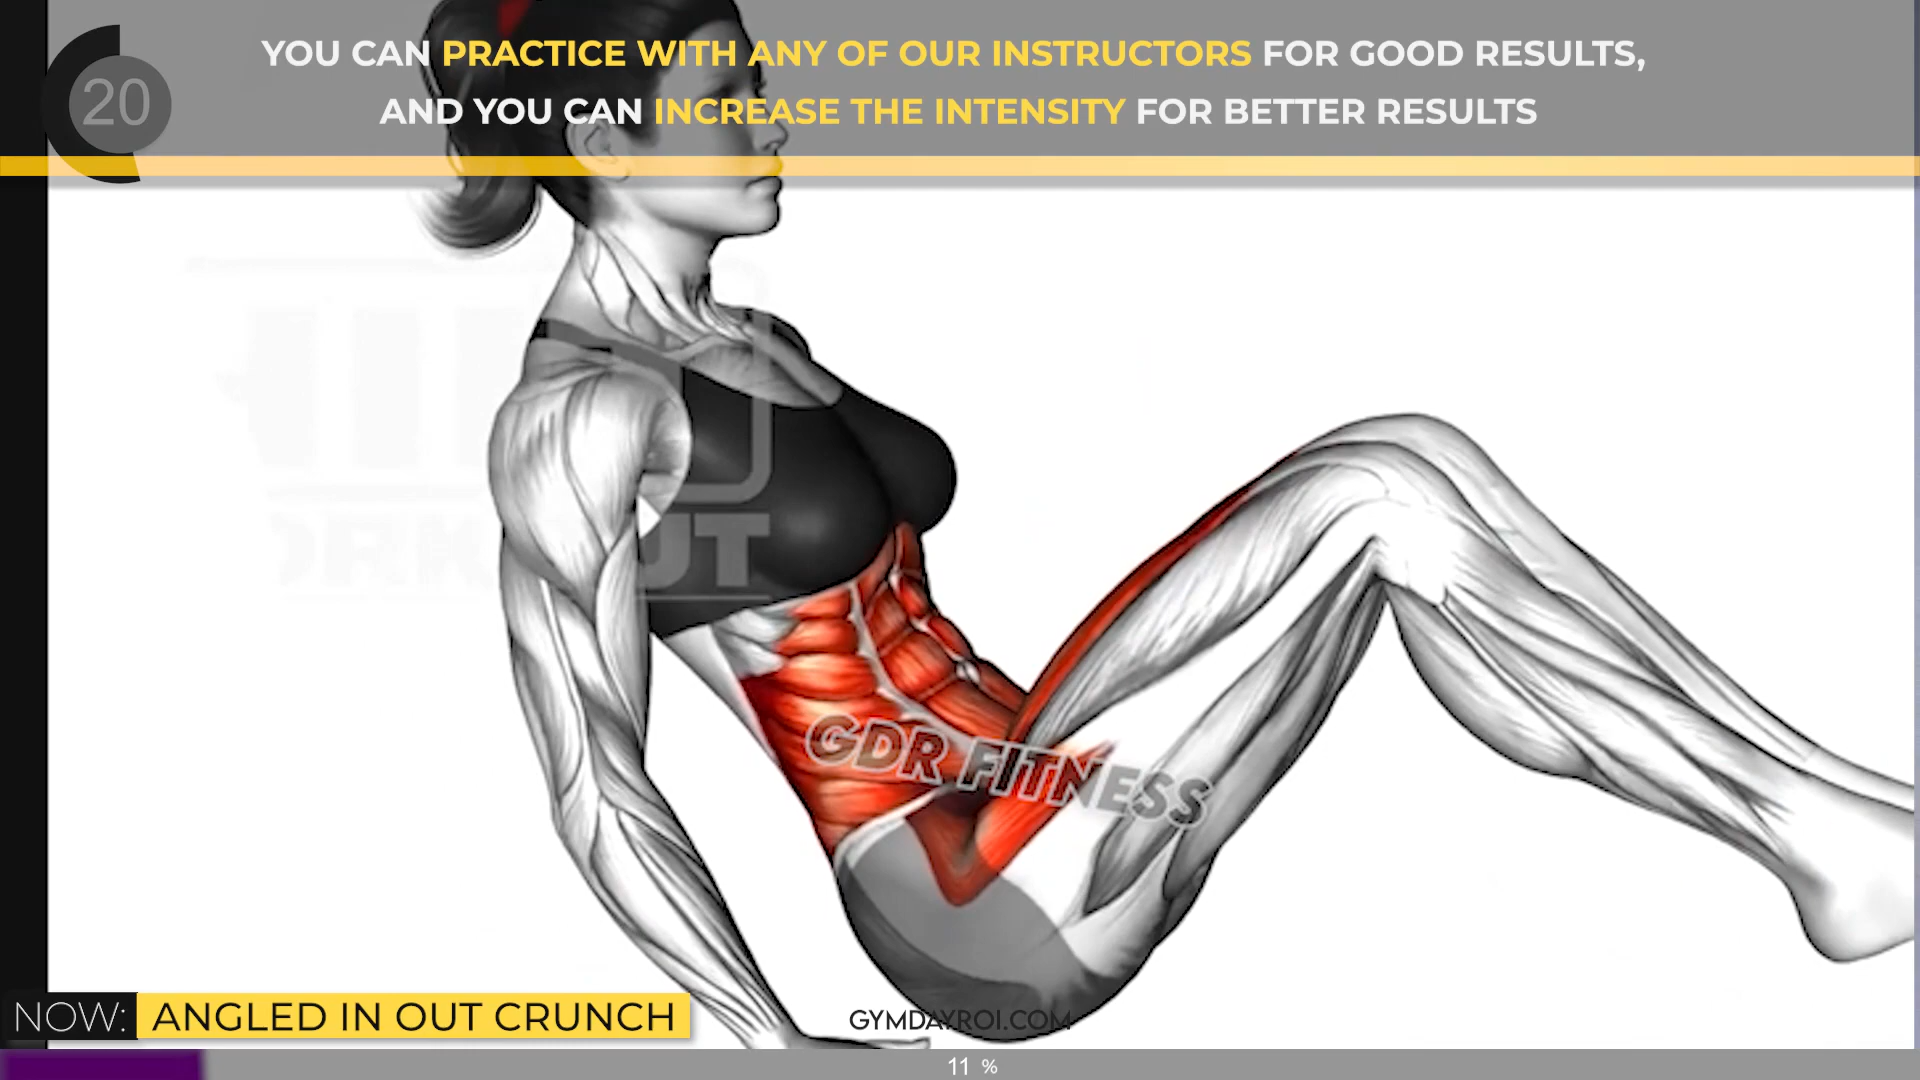 20
YOU CAN PRACTICE WITH ANY OF OUR INSTRUCTORS FOR GOOD RESULTS,
AND YOU CAN INCREASE THE INTENSITY FOR BETTER RESULTS
GDR FITNESS
NOW: ANGLED IN OUT CRUNCH
GYMDAYROI.COM
11 %